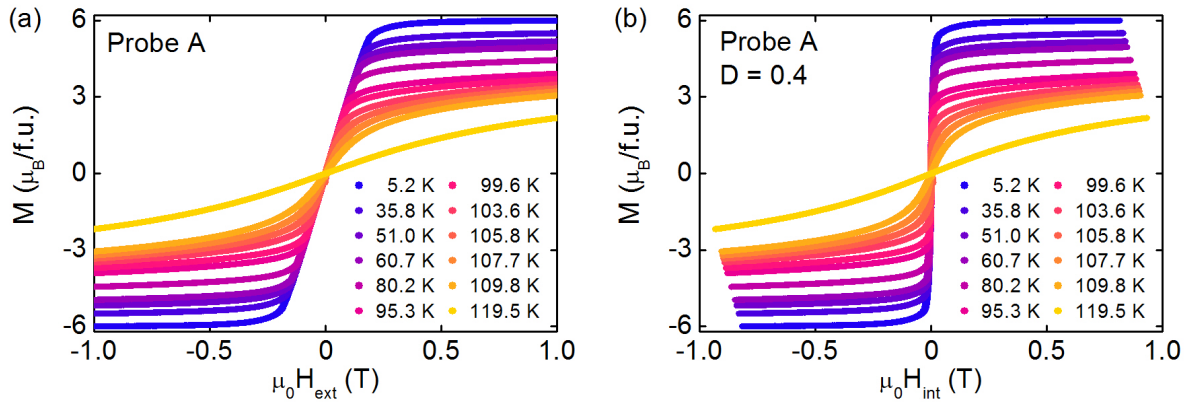 (a)
Probe A
M (μB/f.u.)
6
3
0
-3
-6
5.2 K
35.8 K
51.0 K
60.7 K
80.2 K
95.3 K
99.6 K
103.6 K
105.8 K
107.7 K
109.8 K
119.5 K
-1.0 -0.5 0 0.5 1.0
μ0Hext (T)
(b)
Probe A
D = 0.4
M (μB/f.u.)
6
3
0
-3
-6
5.2 K
35.8 K
51.0 K
60.7 K
80.2 K
95.3 K
99.6 K
103.6 K
105.8 K
107.7 K
109.8 K
119.5 K
-1.0 -0.5 0 0.5 1.0
μ0Hint (T)